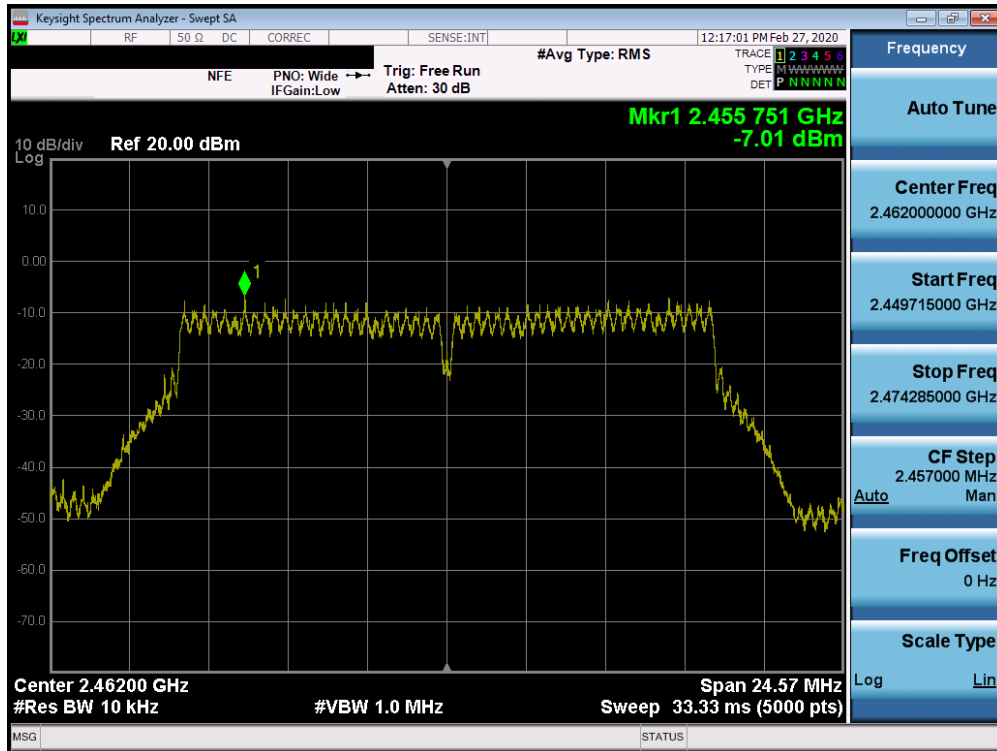 Keysight Spectrum Analyzer - Swept SA
LXI
RF 50 Ω DC CORREC SENSE:INT 12:17:01 PM Feb 27, 2020
NFE PNO: Wide Trig: Free Run #Avg Type: RMS TRACE 1 2 3 4 5 6
IFGain:Low Atten: 30 dB TYPE M WWWWW
DET P N N N N N
Mkr1 2.455 751 GHz
-7.01 dBm
10 dB/div Ref 20.00 dBm
Log
10.0
0.00
1
-10.0
-20.0
-30.0
-40.0
-50.0
-60.0
-70.0
Center 2.46200 GHz Span 24.57 MHz
#Res BW 10 kHz #VBW 1.0 MHz Sweep 33.33 ms (5000 pts)
MSG STATUS
Frequency
Auto Tune
Center Freq
2.462000000 GHz
Start Freq
2.449715000 GHz
Stop Freq
2.474285000 GHz
CF Step
2.457000 MHz
Auto Man
Freq Offset
0 Hz
Scale Type
Log Lin